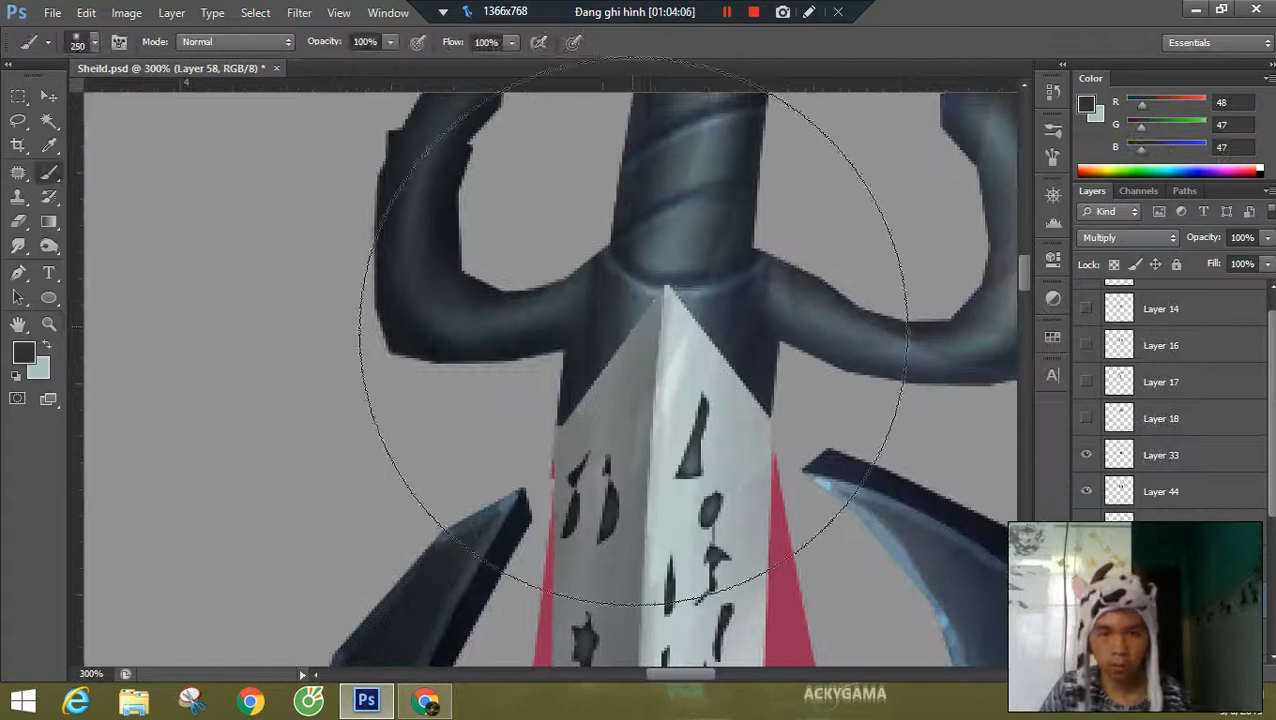 Ps File Edit Image Layer Type Select Filter View Window 1366x768 Đang ghi hình [01:04:06]
250 Mode: Normal Opacity: 100% Flow: 100% Essentials
Sheild.psd @ 300% (Layer 58, RGB/8) * ×
4
Color
R 48
G 47
B 47
Layers Channels Paths
Kind
Multiply Opacity: 100%
Lock: Fill: 100%
Layer 14
Layer 16
Layer 17
Layer 18
Layer 33
Layer 44
300%
Ps ACKYGAMA